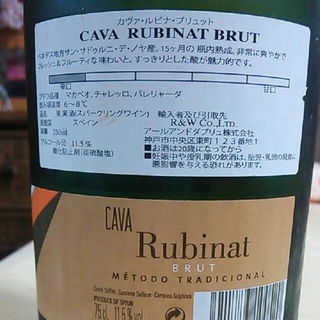 カヴァ・ルビナ・ブリュット
CAVA RUBINAT BRUT
ペネデス地方サン・サドゥルニ・デ・ノヤ産。15ヶ月の瓶内熟成。非常に爽やかで
フレッシュ&フルーティな味わいと、すっきりとした酸が魅力的です。
辛口 甘口
ブドウ品種 マカベオ、チャレッロ、パレリャーダ
飲み頃温度 6~8℃
品名 果実酒(スパークリングワイン)
原産国 スペイン
容量 750ml
アルコール分 11.5%
酸化防止剤(亜硫酸塩)
輸入者及び引取先
R&W Co.,Ltd.
アールアンドダブリュ株式会社
神戸市中央区東町123番地1
■お酒は20歳になってから
■妊娠中や授乳期の飲酒は、胎児・乳児の発育に
悪影響を与える恐れがあります。
CAVA
Rubinat
BRUT
MÉTODO TRADICIONAL
PRODUCE OF SPAIN
75 cl. 11,5% vol